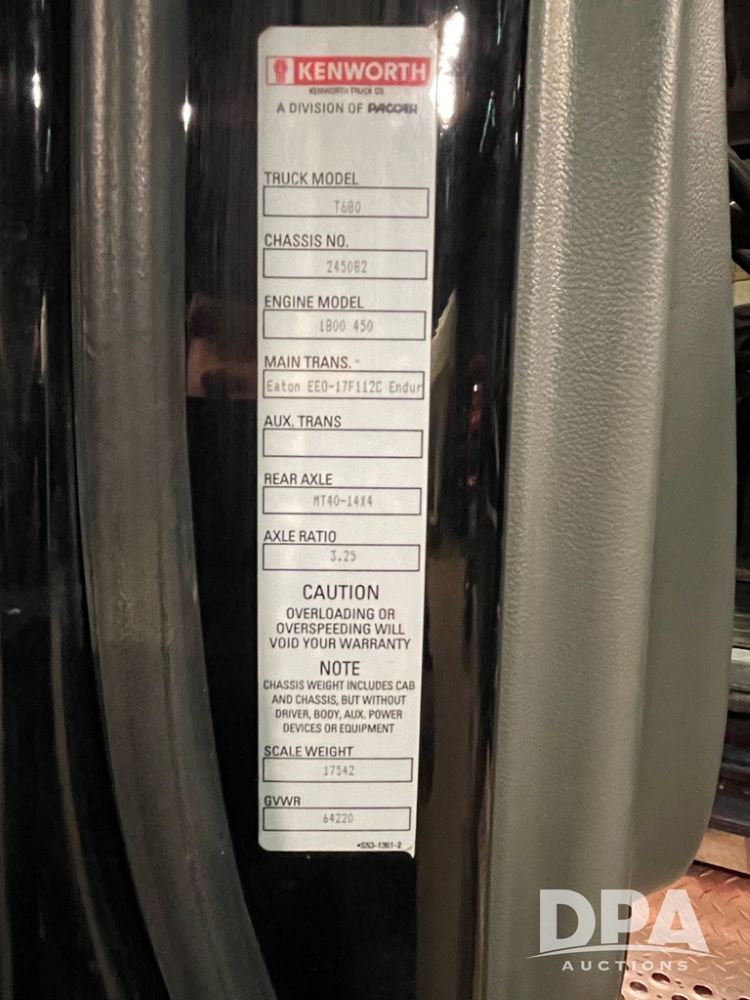 KENWORTH
KENWORTH TRUCK CO.
A DIVISION OF PACCAR
TRUCK MODEL
T680
CHASSIS NO.
245082
ENGINE MODEL
1800 450
MAIN TRANS.
Eaton EEO-17F112C Endur
AUX. TRANS
REAR AXLE
MT40-14X4
AXLE RATIO
3.25
CAUTION
OVERLOADING OR
OVERSPEEDING WILL
VOID YOUR WARRANTY
NOTE
CHASSIS WEIGHT INCLUDES CAB
AND CHASSIS, BUT WITHOUT
DRIVER, BODY, AUX. POWER
DEVICES OR EQUIPMENT
SCALE WEIGHT
17542
GVWR
64220
•S53-1361-2
DPA
AUCTIONS